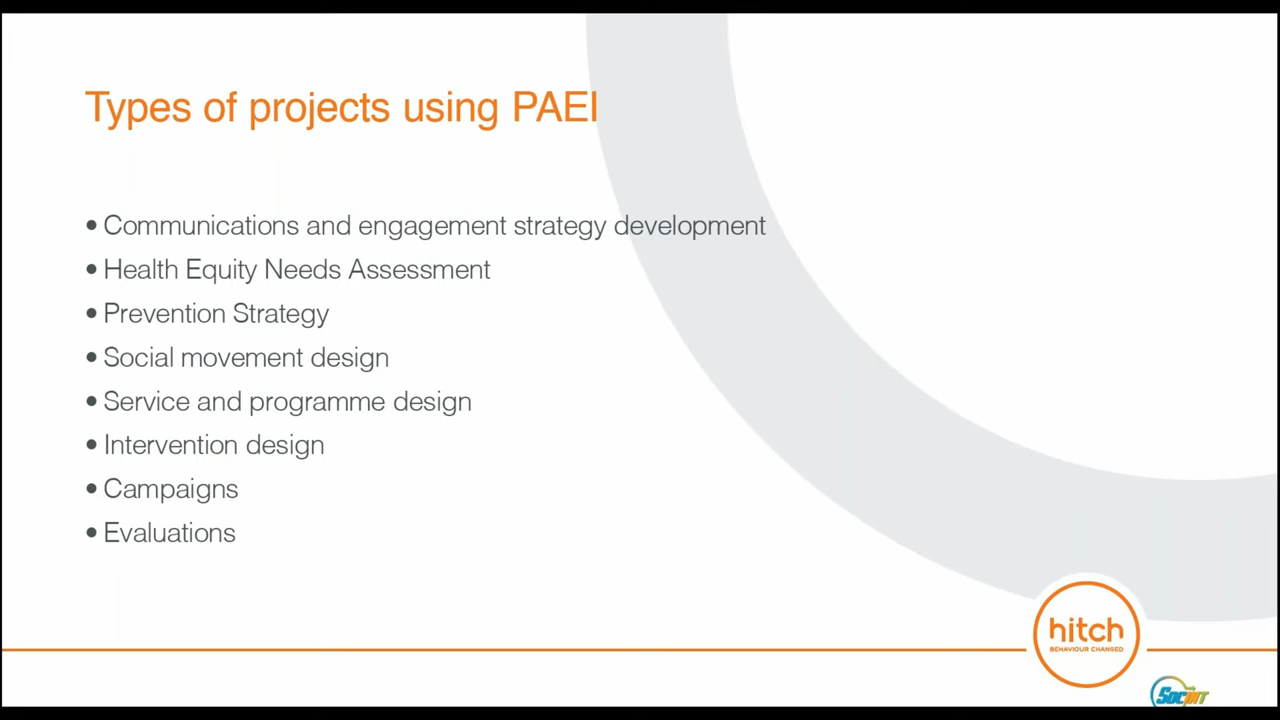 Types of projects using PAEI
• Communications and engagement strategy development
• Health Equity Needs Assessment
• Prevention Strategy
• Social movement design
• Service and programme design
• Intervention design
• Campaigns
• Evaluations
hitch
BEHAVIOUR CHANGED